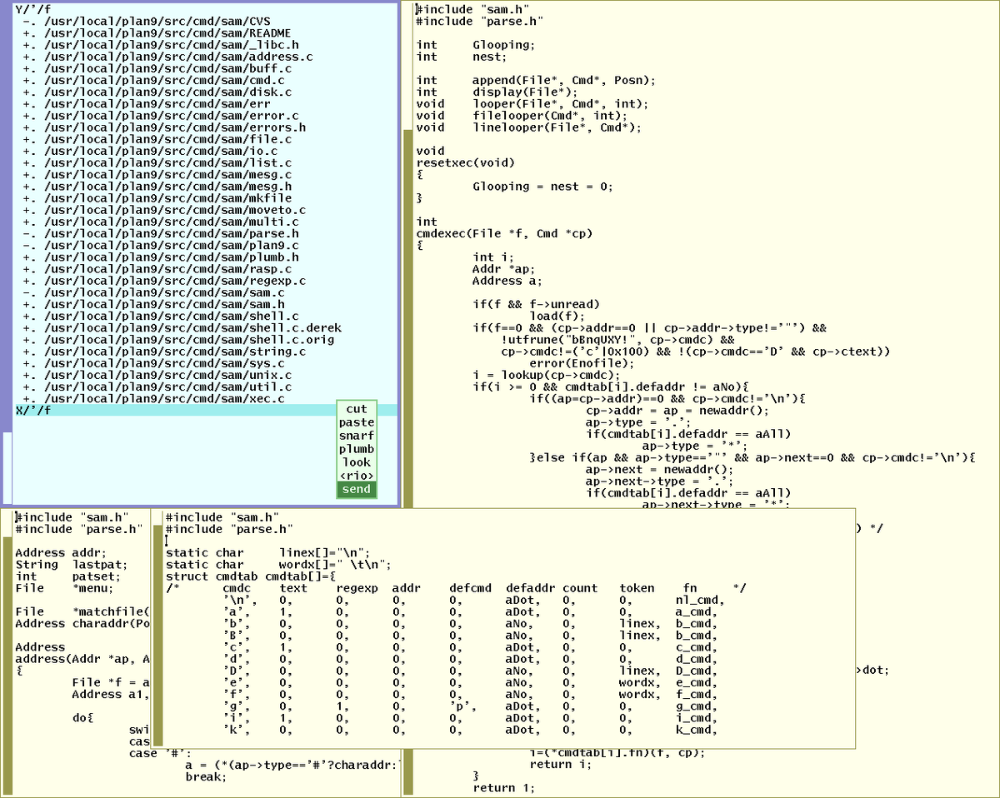 Y/'/f
-. /usr/local/plan9/src/cmd/sam/CVS
+. /usr/local/plan9/src/cmd/sam/README
+. /usr/local/plan9/src/cmd/sam/_libc.h
+. /usr/local/plan9/src/cmd/sam/address.c
+. /usr/local/plan9/src/cmd/sam/buff.c
+. /usr/local/plan9/src/cmd/sam/cmd.c
+. /usr/local/plan9/src/cmd/sam/disk.c
+. /usr/local/plan9/src/cmd/sam/err
+. /usr/local/plan9/src/cmd/sam/error.c
+. /usr/local/plan9/src/cmd/sam/errors.h
+. /usr/local/plan9/src/cmd/sam/file.c
+. /usr/local/plan9/src/cmd/sam/io.c
+. /usr/local/plan9/src/cmd/sam/list.c
+. /usr/local/plan9/src/cmd/sam/mesg.c
+. /usr/local/plan9/src/cmd/sam/mesg.h
+. /usr/local/plan9/src/cmd/sam/mkfile
+. /usr/local/plan9/src/cmd/sam/moveto.c
+. /usr/local/plan9/src/cmd/sam/multi.c
-. /usr/local/plan9/src/cmd/sam/parse.h
-. /usr/local/plan9/src/cmd/sam/plan9.c
+. /usr/local/plan9/src/cmd/sam/plumb.h
+. /usr/local/plan9/src/cmd/sam/rasp.c
+. /usr/local/plan9/src/cmd/sam/regexp.c
-. /usr/local/plan9/src/cmd/sam/sam.c
+. /usr/local/plan9/src/cmd/sam/sam.h
+. /usr/local/plan9/src/cmd/sam/shell.c
+. /usr/local/plan9/src/cmd/sam/shell.c.derek
+. /usr/local/plan9/src/cmd/sam/shell.c.orig
+. /usr/local/plan9/src/cmd/sam/string.c
+. /usr/local/plan9/src/cmd/sam/sys.c
+. /usr/local/plan9/src/cmd/sam/unix.c
+. /usr/local/plan9/src/cmd/sam/util.c
+. /usr/local/plan9/src/cmd/sam/xec.c
X/'/f
cut
paste
snarf
plumb
look
<rio>
send
#include "sam.h"
#include "parse.h"
int Glooping;
int nest;
int append(File*, Cmd*, Posn);
int display(File*);
void looper(File*, Cmd*, int);
void filelooper(Cmd*, int);
void linelooper(File*, Cmd*);
void
resetxec(void)
{
Glooping = nest = 0;
}
int
cmdexec(File *f, Cmd *cp)
{
int i;
Addr *ap;
Address a;
if(f && f->unread)
load(f);
if(f==0 && (cp->addr==0 || cp->addr->type!='"') &&
!utfrune("bBnqUXY!", cp->cmdc) &&
cp->cmdc!=('c'|0x100) && !(cp->cmdc=='D' && cp->ctext))
error(Enofile);
i = lookup(cp->cmdc);
if(i >= 0 && cmdtab[i].defaddr != aNo){
if((ap=cp->addr)==0 && cp->cmdc!='\n'){
cp->addr = ap = newaddr();
ap->type = '.';
if(cmdtab[i].defaddr == aAll)
ap->type = '*';
}else if(ap && ap->type=='"' && ap->next==0 && cp->cmdc!='\n'){
ap->next = newaddr();
ap->next->type = '.';
if(cmdtab[i].defaddr == aAll)
ap->next->type = '*';
) */
>dot;
i=(*cmdtab[i].fn)(f, cp);
return i;
}
return 1;
#include "sam.h"
#include "parse.h"
Address addr;
String lastpat;
int patset;
File *menu;
File *matchfile(
Address charaddr(Po
Address
address(Addr *ap, A
{
File *f = a
Address a1,
do{
swi
cas
case '#':
a = (*(ap->type=='#'?charaddr:
break;
#include "sam.h"
#include "parse.h"
static char linex[]="\n";
static char wordx[]=" \t\n";
struct cmdtab cmdtab[]={
/* cmdc text regexp addr defcmd defaddr count token fn */
'\n', 0, 0, 0, 0, aDot, 0, 0, nl_cmd,
'a', 1, 0, 0, 0, aDot, 0, 0, a_cmd,
'b', 0, 0, 0, 0, aNo, 0, linex, b_cmd,
'B', 0, 0, 0, 0, aNo, 0, linex, b_cmd,
'c', 1, 0, 0, 0, aDot, 0, 0, c_cmd,
'd', 0, 0, 0, 0, aDot, 0, 0, d_cmd,
'D', 0, 0, 0, 0, aNo, 0, linex, D_cmd,
'e', 0, 0, 0, 0, aNo, 0, wordx, e_cmd,
'f', 0, 0, 0, 0, aNo, 0, wordx, f_cmd,
'g', 0, 1, 0, 'p', aDot, 0, 0, g_cmd,
'i', 1, 0, 0, 0, aDot, 0, 0, i_cmd,
'k', 0, 0, 0, 0, aDot, 0, 0, k_cmd,